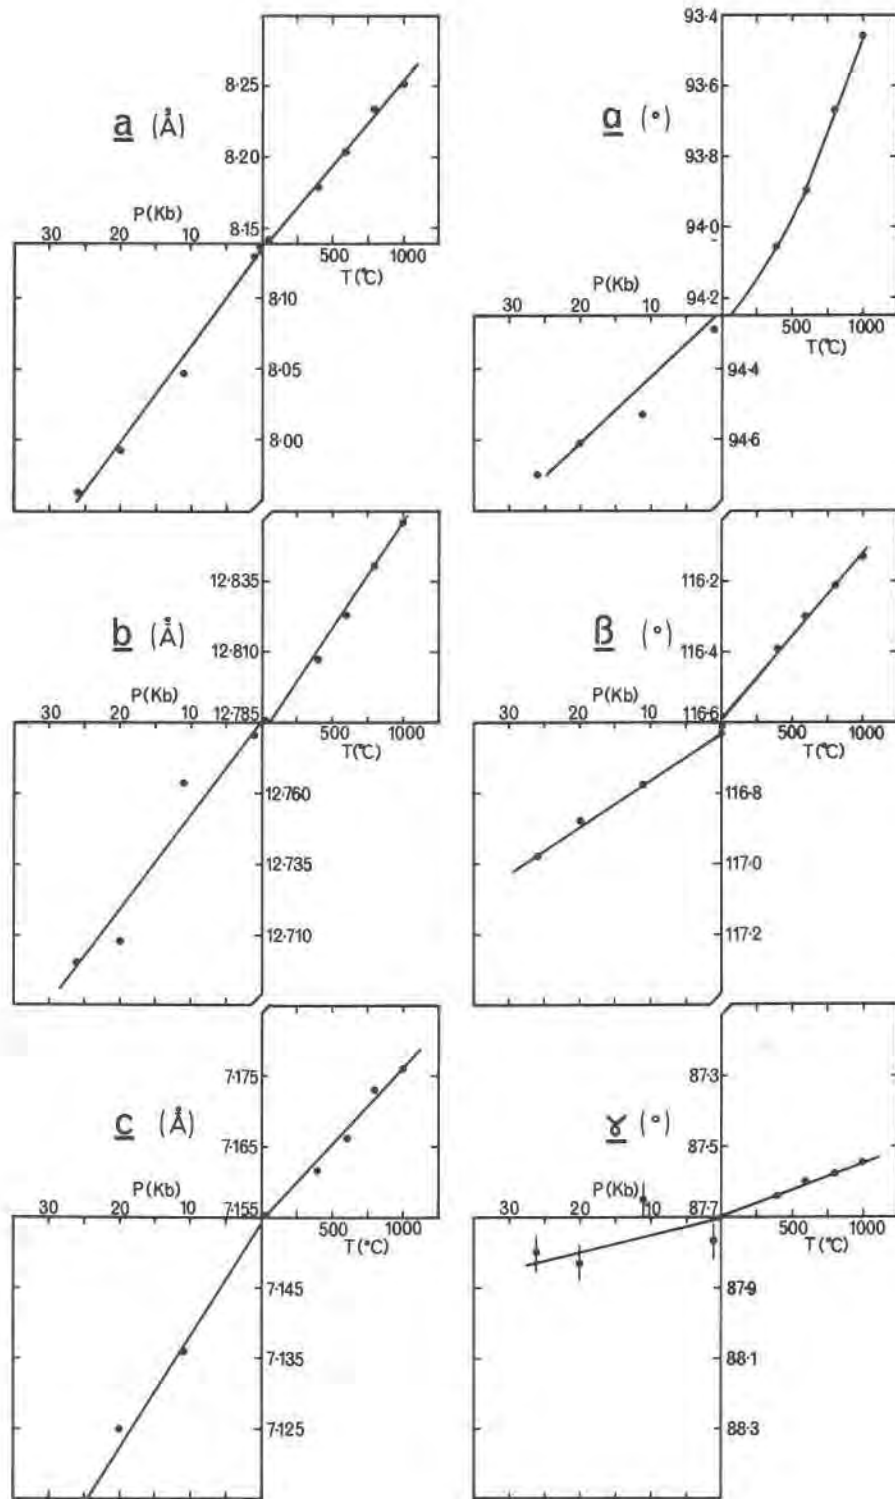 8·25
a (Å)
8·20
P(Kb)
8·15
30 20 10
500 1000
T(°C)
8·10
8·05
8·00
93·4
93·6
α (°)
93·8
94·0
P(Kb)
94·2
30 20 10
500 1000
T(°C)
94·4
94·6
12·835
b (Å)
12·810
P(Kb)
12·785
30 20 10
500 1000
T(°C)
12·760
12·735
12·710
116·2
β (°)
116·4
P(Kb)
116·6
30 20 10
500 1000
T(°C)
116·8
117·0
117·2
7·175
c (Å)
7·165
P(Kb)
7·155
30 20 10
500 1000
T(°C)
7·145
7·135
7·125
87·3
γ (°)
87·5
P(Kb)
87·7
30 20 10
500 1000
T(°C)
87·9
88·1
88·3